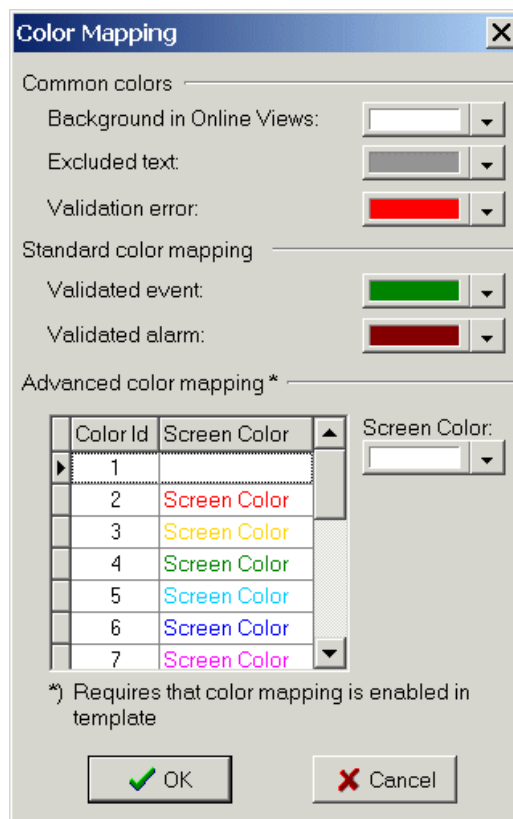 Color Mapping
Common colors
Background in Online Views:
Excluded text:
Validation error:
Standard color mapping
Validated event:
Validated alarm:
Advanced color mapping *
Color Id Screen Color
Screen Color:
1
2 Screen Color
3 Screen Color
4 Screen Color
5 Screen Color
6 Screen Color
7 Screen Color
*) Requires that color mapping is enabled in
template
OK Cancel